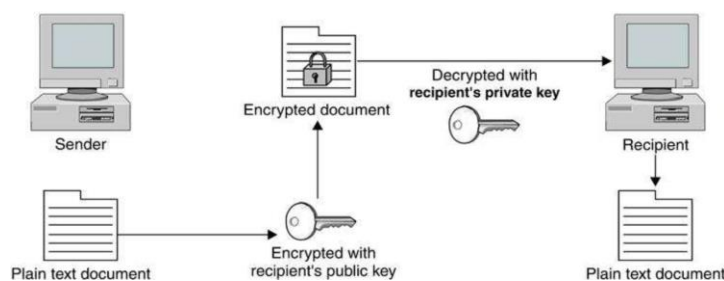 Sender
Encrypted document
Decrypted with
recipient's private key
Recipient
Plain text document
Encrypted with
recipient's public key
Plain text document